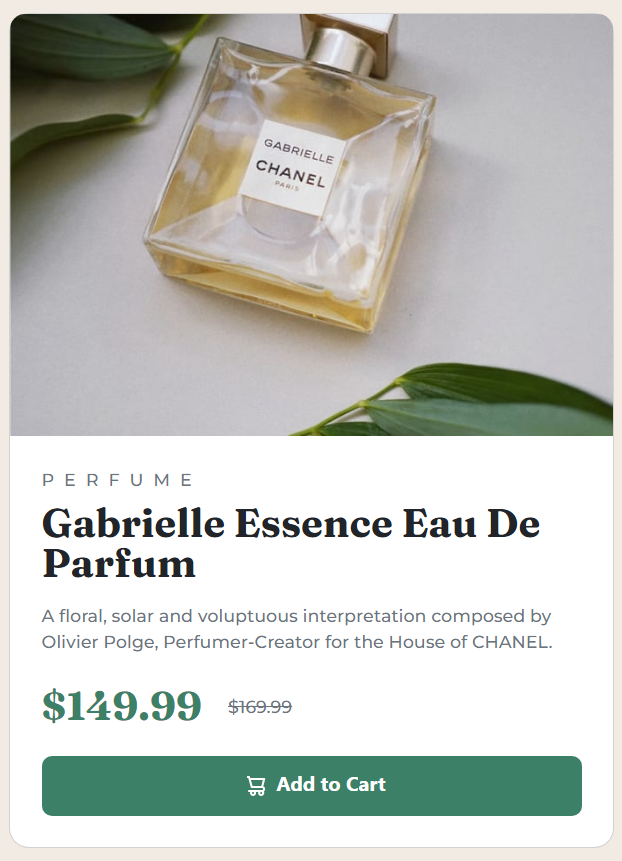 GABRIELLE
CHANEL
PARIS
PERFUME
Gabrielle Essence Eau De
Parfum
A floral, solar and voluptuous interpretation composed by
Olivier Polge, Perfumer-Creator for the House of CHANEL.
$149.99 $169.99
Add to Cart